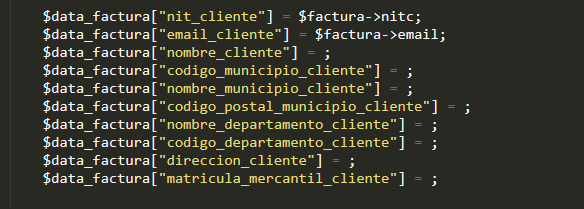 $data_factura["nit_cliente"] = $factura->nitc;
$data_factura["email_cliente"] = $factura->email;
$data_factura["nombre_cliente"] = ;
$data_factura["codigo_municipio_cliente"] = ;
$data_factura["nombre_municipio_cliente"] = ;
$data_factura["codigo_postal_municipio_cliente"] = ;
$data_factura["nombre_departamento_cliente"] = ;
$data_factura["codigo_departamento_cliente"] = ;
$data_factura["direccion_cliente"] = ;
$data_factura["matricula_mercantil_cliente"] = ;